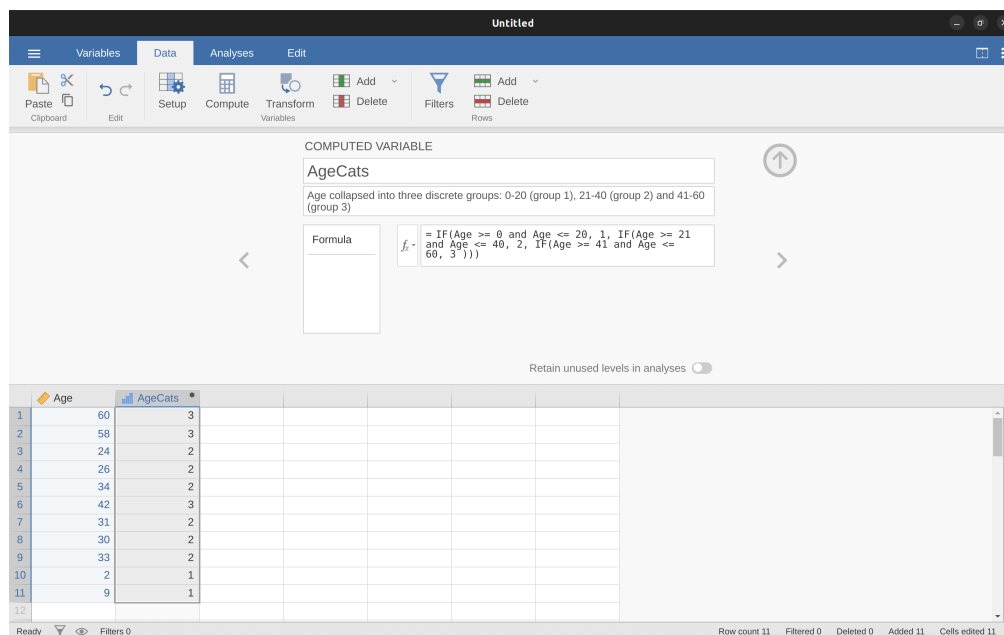 Untitled
Variables Data Analyses Edit
Paste Setup Compute Transform Add Delete Filters Add Delete
Clipboard Edit Variables Rows
COMPUTED VARIABLE
AgeCats
Age collapsed into three discrete groups: 0-20 (group 1), 21-40 (group 2) and 41-60
(group 3)
Formula
fx
= IF(Age >= 0 and Age <= 20, 1, IF(Age >= 21
and Age <= 40, 2, IF(Age >= 41 and Age <=
60, 3 )))
Retain unused levels in analyses
Age AgeCats
1 60 3
2 58 3
3 24 2
4 26 2
5 34 2
6 42 3
7 31 2
8 30 2
9 33 2
10 2 1
11 9 1
12
Ready Filters 0 Row count 11 Filtered 0 Deleted 0 Added 11 Cells edited 11